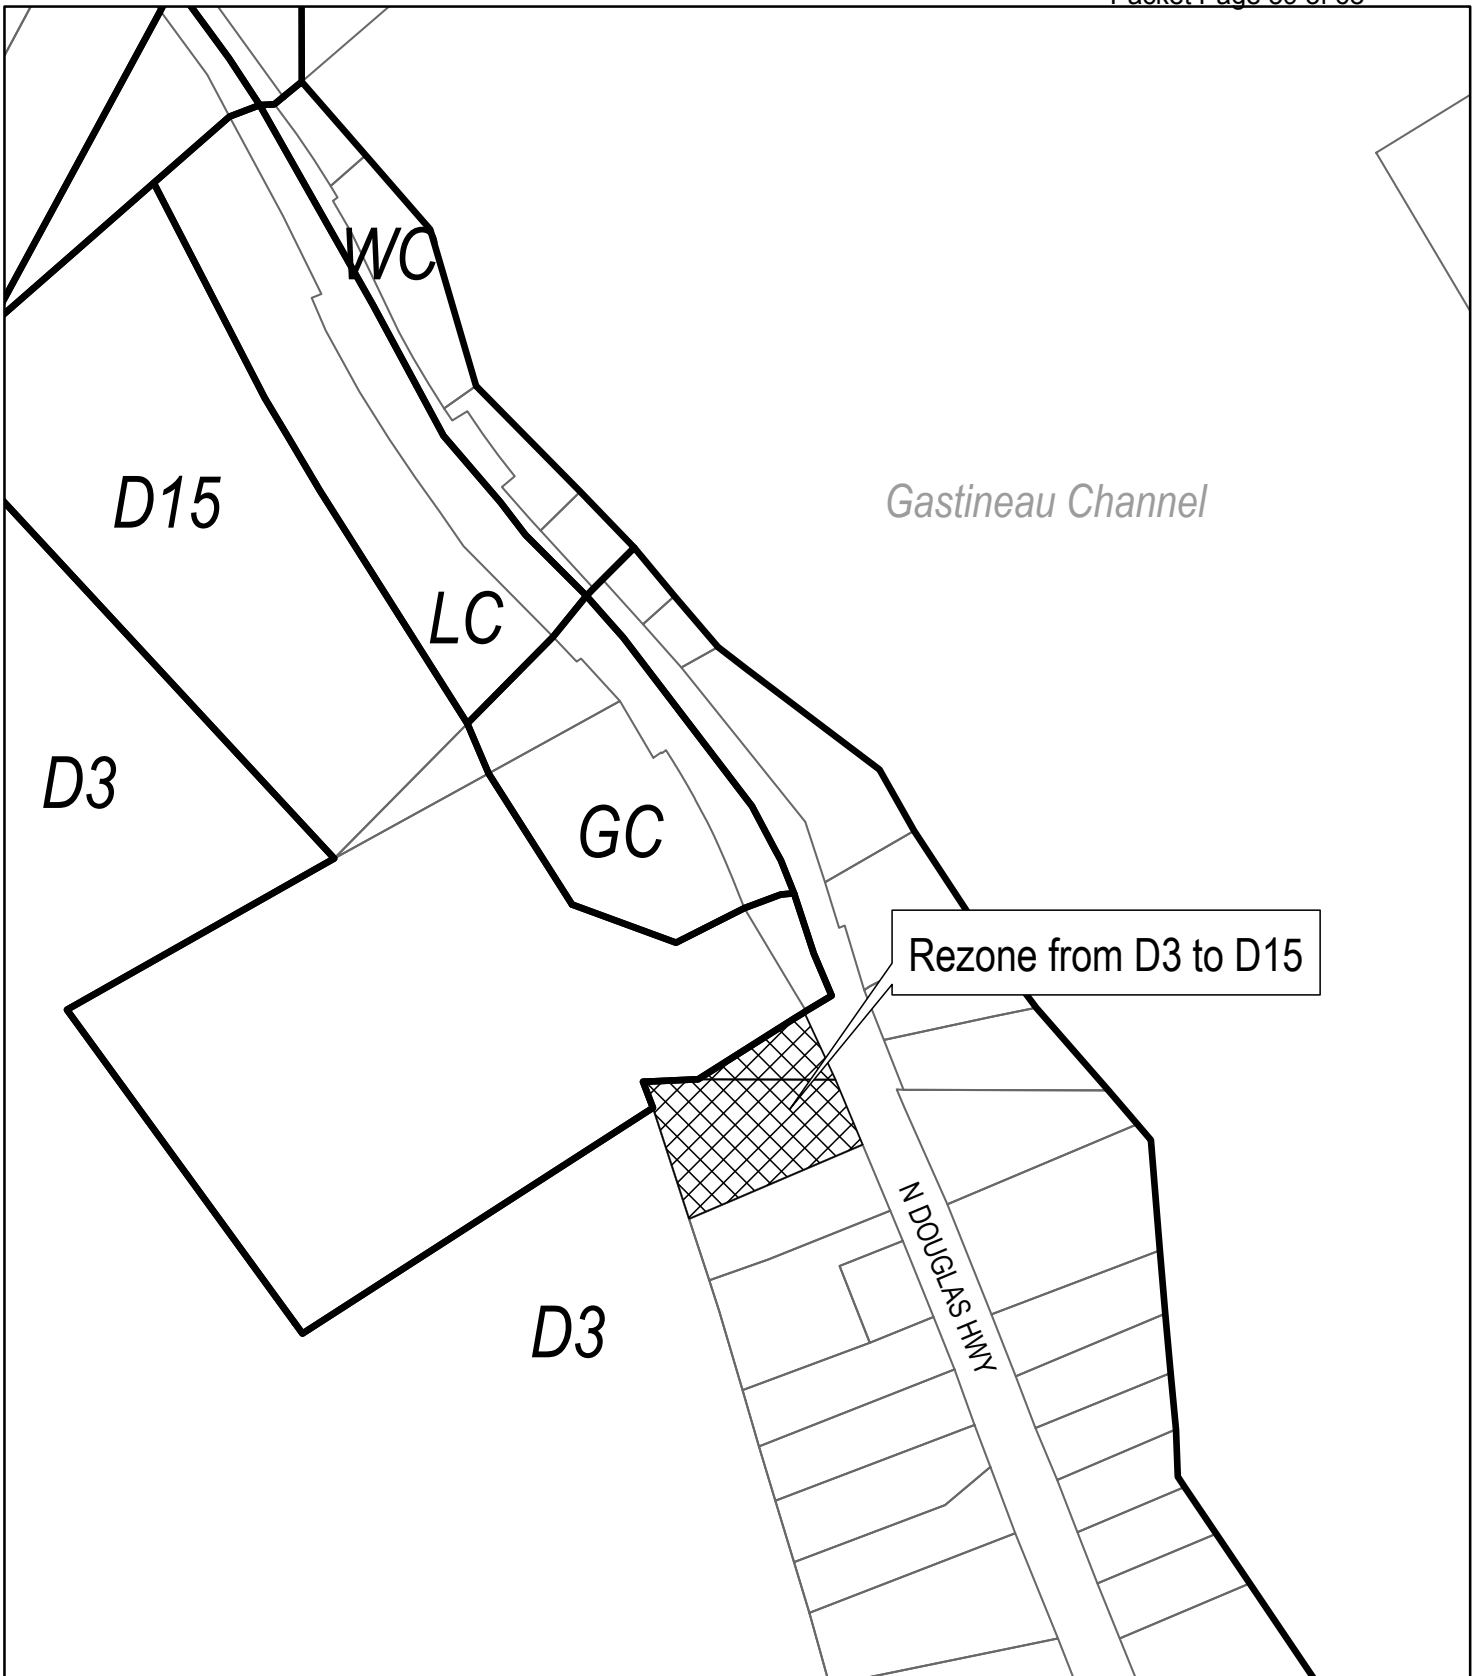 WC
D15
Gastineau Channel
LC
D3
GC
Rezone from D3 to D15
N DOUGLAS HWY
D3